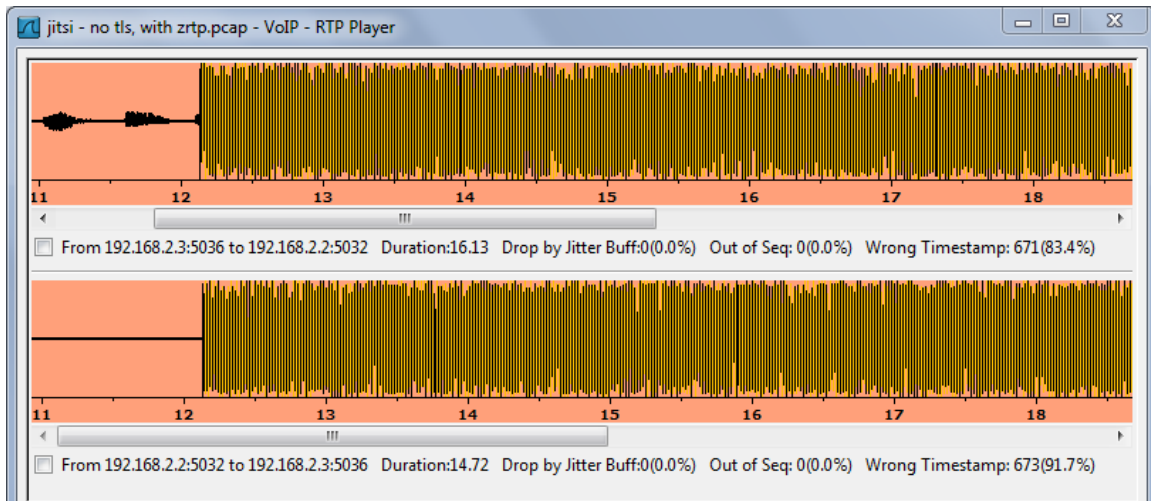 jitsi - no tls, with zrtp.pcap - VoIP - RTP Player
11 12 13 14 15 16 17 18
From 192.168.2.3:5036 to 192.168.2.2:5032 Duration:16.13 Drop by Jitter Buff:0(0.0%) Out of Seq: 0(0.0%) Wrong Timestamp: 671(83.4%)
11 12 13 14 15 16 17 18
From 192.168.2.2:5032 to 192.168.2.3:5036 Duration:14.72 Drop by Jitter Buff:0(0.0%) Out of Seq: 0(0.0%) Wrong Timestamp: 673(91.7%)